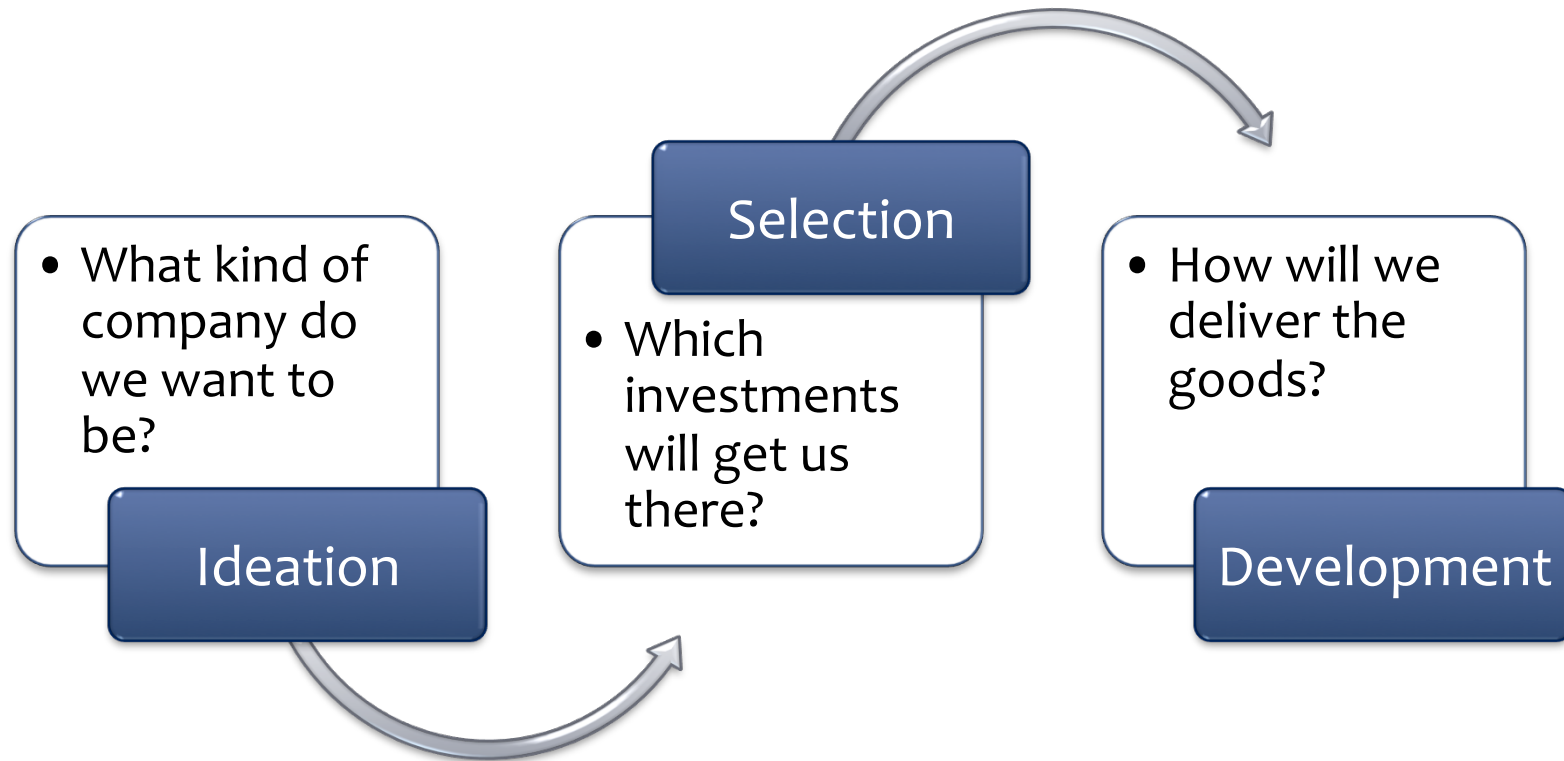 • What kind of
company do
we want to
be?
Ideation
Selection
• Which
investments
will get us
there?
• How will we
deliver the
goods?
Development